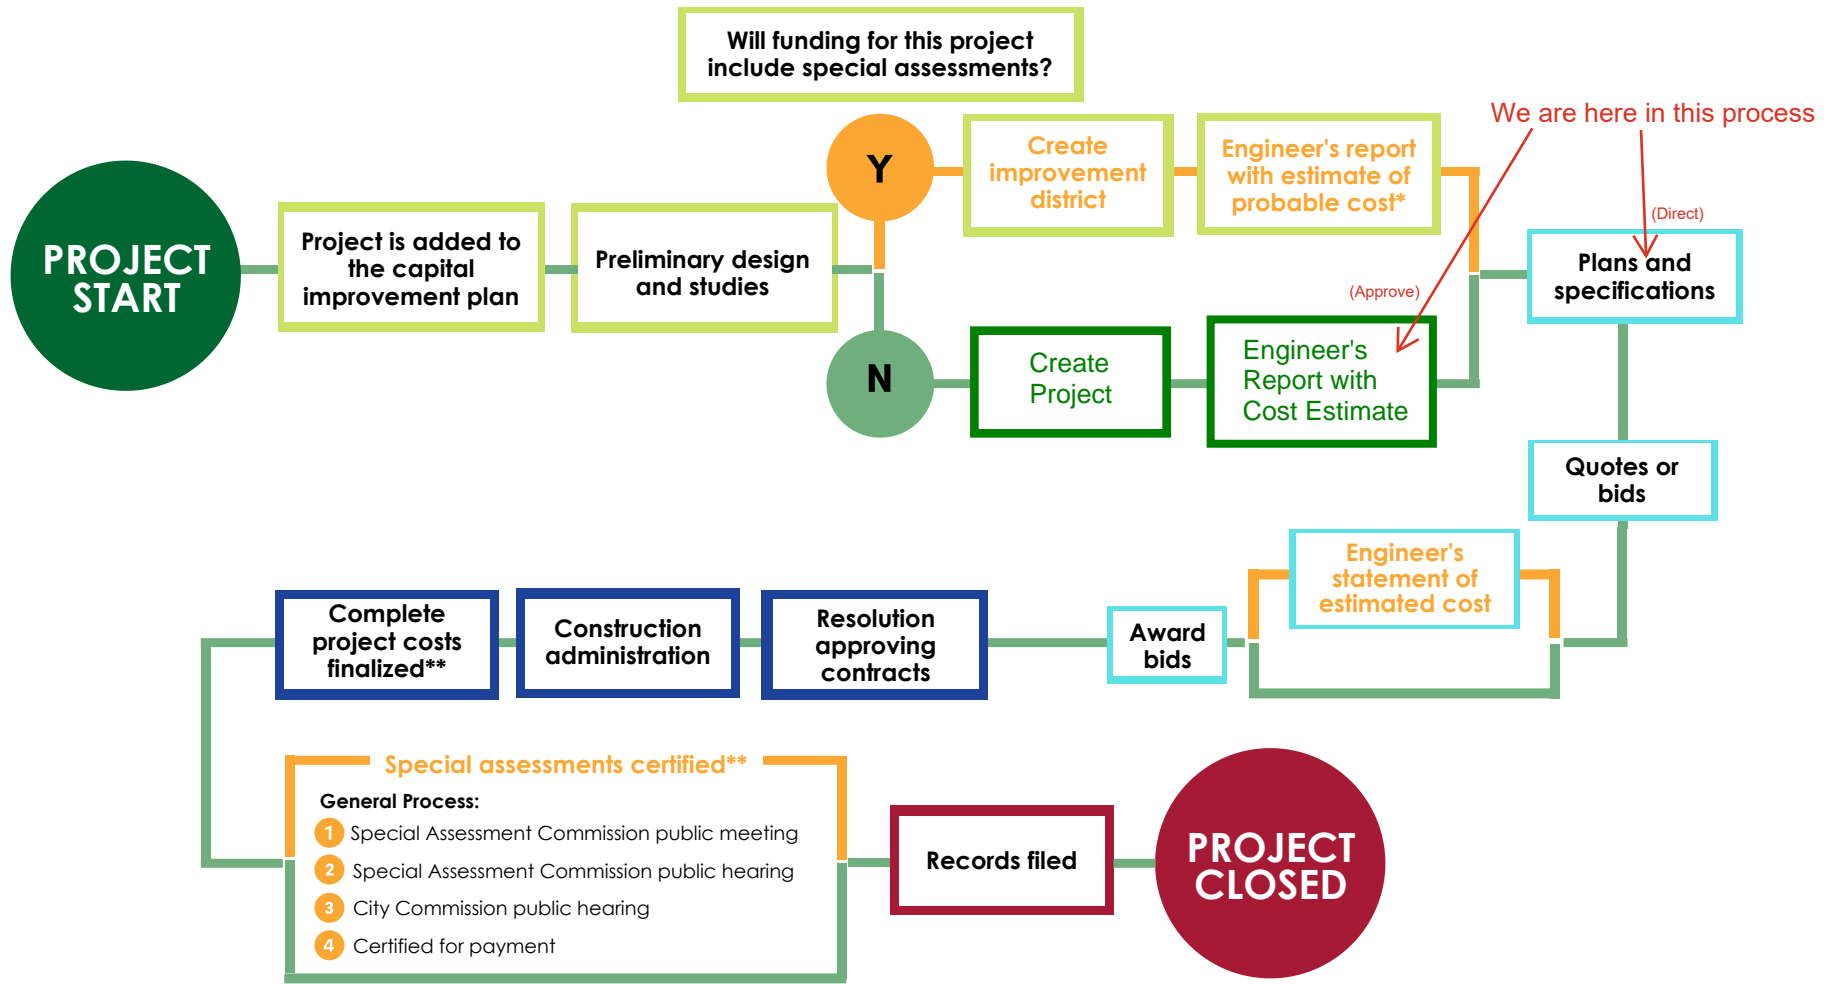 Will funding for this project
include special assessments?
We are here in this process
Y
Create
improvement
district
Engineer's report
with estimate of
probable cost*
(Direct)
PROJECT
START
Project is added to
the capital
improvement plan
Preliminary design
and studies
Plans and
specifications
(Approve)
N
Create
Project
Engineer's
Report with
Cost Estimate
Quotes or
bids
Engineer's
statement of
estimated cost
Award
bids
Resolution
approving
contracts
Construction
administration
Complete
project costs
finalized**
Special assessments certified**
General Process:
1 Special Assessment Commission public meeting
2 Special Assessment Commission public hearing
3 City Commission public hearing
4 Certified for payment
Records filed
PROJECT
CLOSED